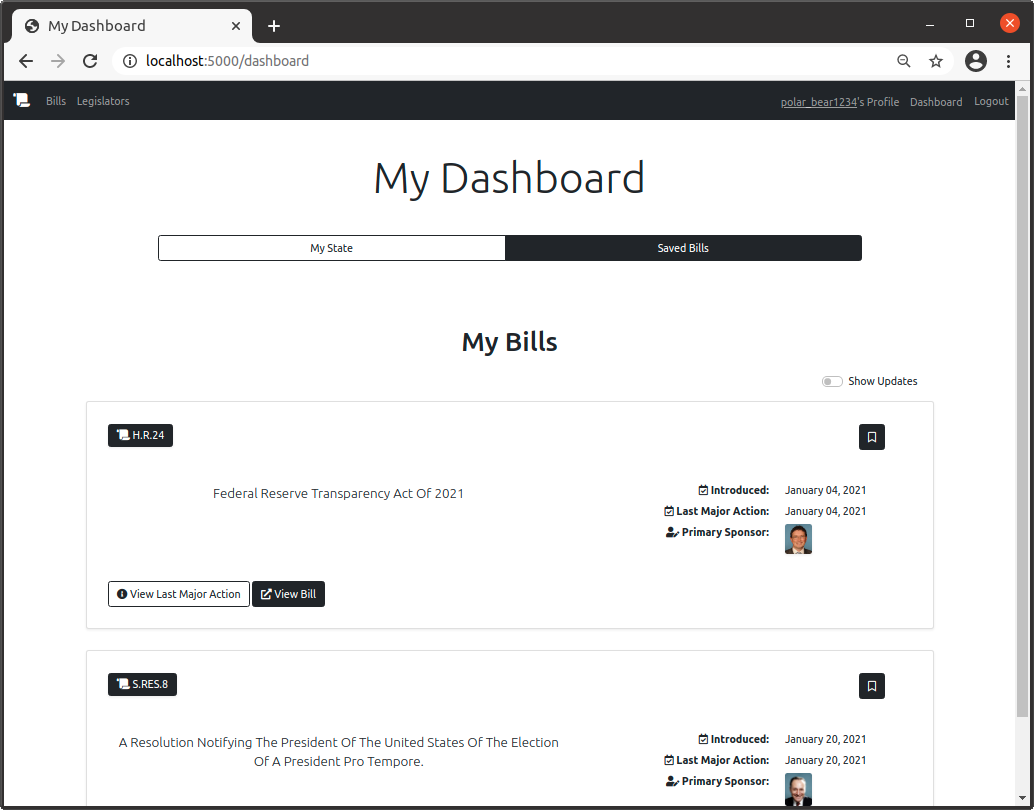 My Dashboard
localhost:5000/dashboard
Bills Legislators polar_bear1234's Profile Dashboard Logout
My Dashboard
My State Saved Bills
My Bills
Show Updates
H.R.24
Federal Reserve Transparency Act Of 2021
Introduced: January 04, 2021
Last Major Action: January 04, 2021
Primary Sponsor:
View Last Major Action View Bill
S.RES.8
A Resolution Notifying The President Of The United States Of The Election
Of A President Pro Tempore.
Introduced: January 20, 2021
Last Major Action: January 20, 2021
Primary Sponsor: